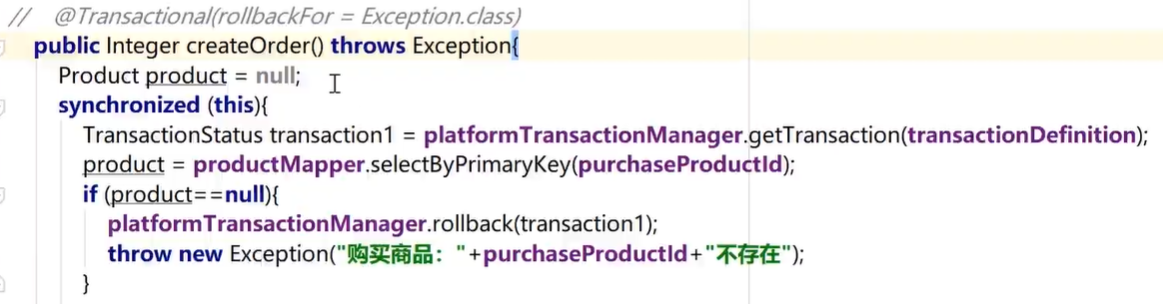 //    @Transactional(rollbackFor = Exception.class)
public Integer createOrder() throws Exception{
Product product = null;
synchronized (this){
TransactionStatus transaction1 = platformTransactionManager.getTransaction(transactionDefinition);
product = productMapper.selectByPrimaryKey(purchaseProductId);
if (product==null){
platformTransactionManager.rollback(transaction1);
throw new Exception("购买商品："+purchaseProductId+"不存在");
}